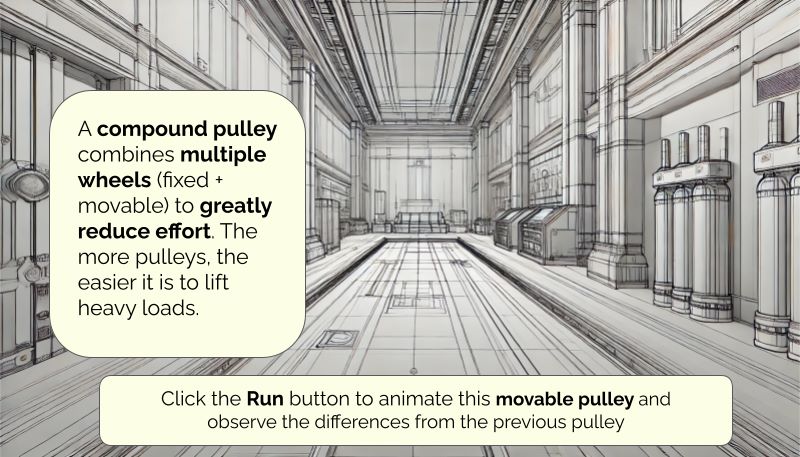 A compound pulley
combines multiple
wheels (fixed +
movable) to greatly
reduce effort. The
more pulleys, the
easier it is to lift
heavy loads.
Click the Run button to animate this movable pulley and
observe the differences from the previous pulley